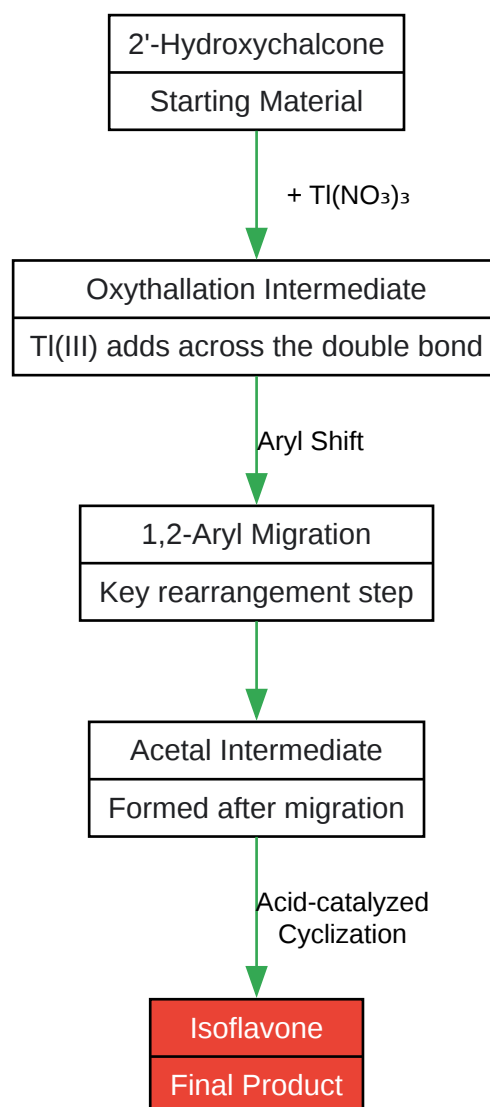 2'-Hydroxychalcone
Starting Material
+ Tl(NO₃)₃
Oxythallation Intermediate
Tl(III) adds across the double bond
Aryl Shift
1,2-Aryl Migration
Key rearrangement step
Acetal Intermediate
Formed after migration
Acid-catalyzed
Cyclization
Isoflavone
Final Product